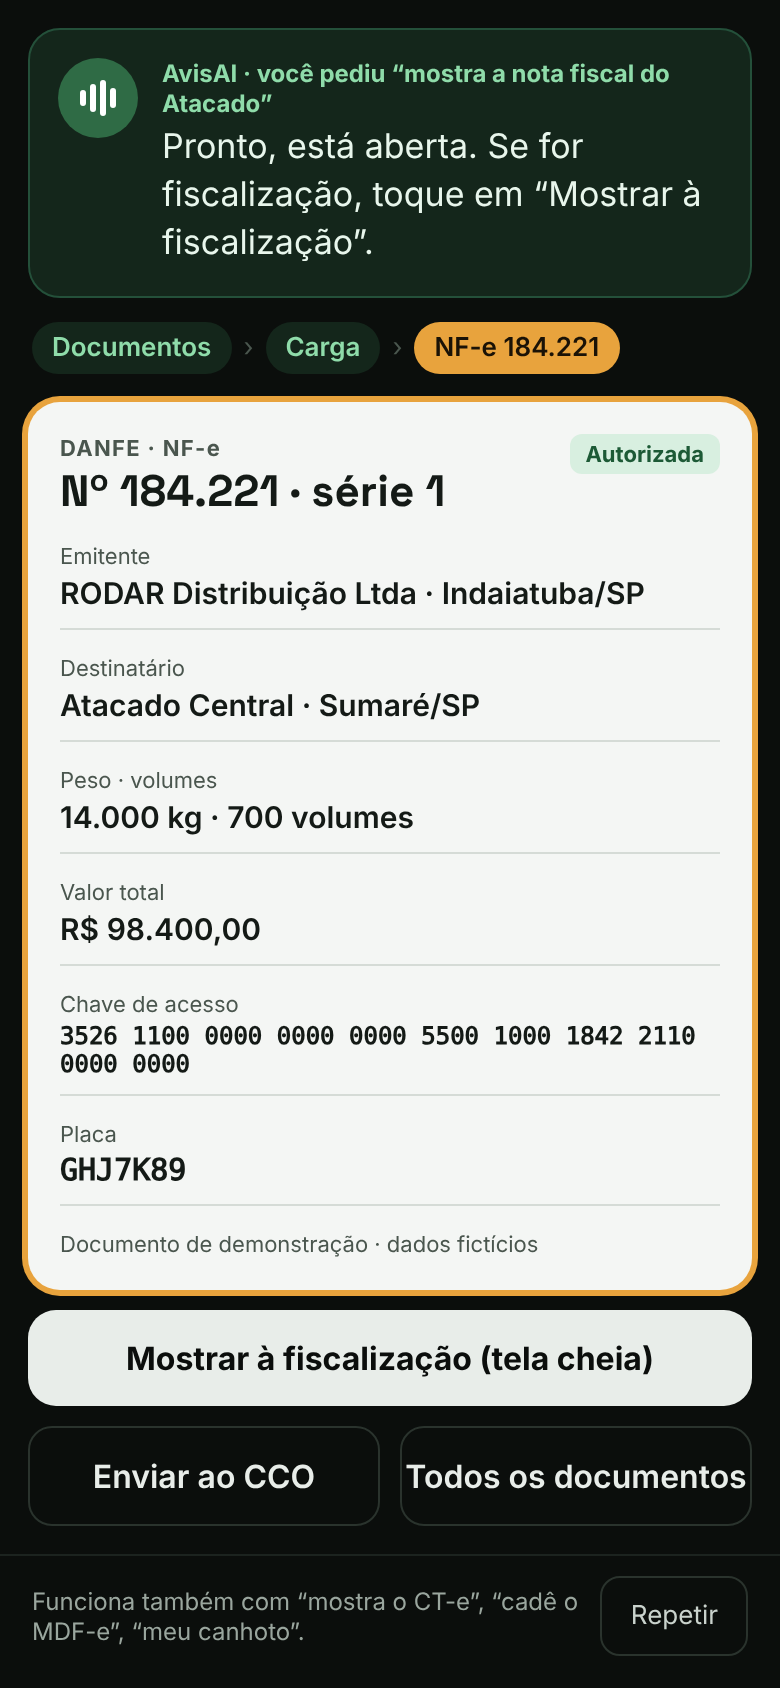 AvisAI · você pediu “mostra a nota fiscal do
Atacado”
Pronto, está aberta. Se for
fiscalização, toque em “Mostrar à
fiscalização”.
Documentos › Carga › NF-e 184.221
DANFE · NF-e
Autorizada
Nº 184.221 · série 1
Emitente
RODAR Distribuição Ltda · Indaiatuba/SP
Destinatário
Atacado Central · Sumaré/SP
Peso · volumes
14.000 kg · 700 volumes
Valor total
R$ 98.400,00
Chave de acesso
3526 1100 0000 0000 0000 5500 1000 1842 2110
0000 0000
Placa
GHJ7K89
Documento de demonstração · dados fictícios
Mostrar à fiscalização (tela cheia)
Enviar ao CCO
Todos os documentos
Funciona também com “mostra o CT-e”, “cadê o
MDF-e”, “meu canhoto”.
Repetir